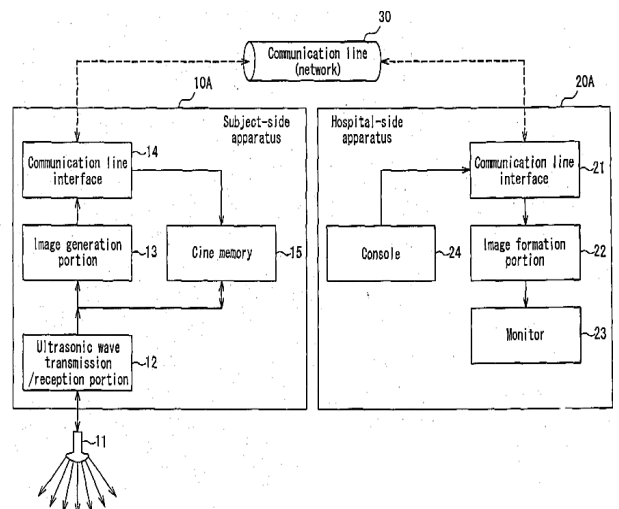 30
Communication line
(network)
10A
20A
Subject-side
apparatus
Hospital-side
apparatus
14
Communication line
interface
Communication line
interface
21
Image generation
portion
13
Cine memory
15
Console
24
Image formation
portion
22
Ultrasonic wave
transmission
/reception portion
12
Monitor
23
11